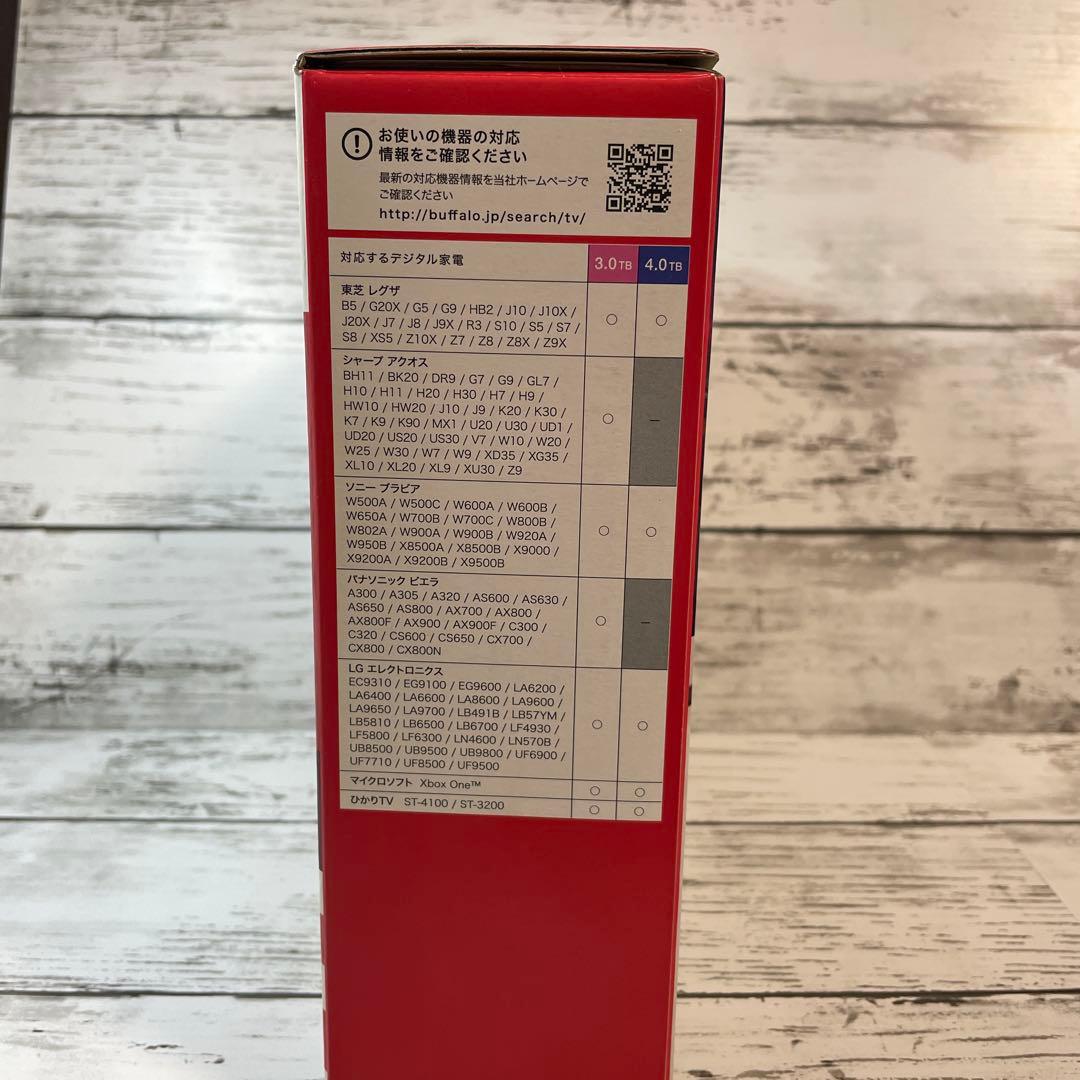 お使いの機器の対応
情報をご確認ください
最新の対応機器情報を当社ホームページで
ご確認ください
http://buffalo.jp/search/tv/
対応するデジタル家電 3.0TB 4.0TB
東芝 レグザ
B5 / G20X / G5 / G9 / HB2 / J10 / J10X /
J20X / J7 / J8 / J9X / R3 / S10 / S5 / S7 /
S8 / XS5 / Z10X / Z7 / Z8 / Z8X / Z9X
○ ○
シャープ アクオス
BH11 / BK20 / DR9 / G7 / G9 / GL7 /
H10 / H11 / H20 / H30 / H7 / H9 /
HW10 / HW20 / J10 / J9 / K20 / K30 /
K7 / K9 / K90 / MX1 / U20 / U30 / UD1 /
UD20 / US20 / US30 / V7 / W10 / W20 /
W25 / W30 / W7 / W9 / XD35 / XG35 /
XL10 / XL20 / XL9 / XU30 / Z9
○ −
ソニー ブラビア
W500A / W500C / W600A / W600B /
W650A / W700B / W700C / W800B /
W802A / W900A / W900B / W920A /
W950B / X8500A / X8500B / X9000 /
X9200A / X9200B / X9500B
○ ○
パナソニック ビエラ
A300 / A305 / A320 / AS600 / AS630 /
AS650 / AS800 / AX700 / AX800 /
AX800F / AX900 / AX900F / C300 /
C320 / CS600 / CS650 / CX700 /
CX800 / CX800N
○ −
LG エレクトロニクス
EC9310 / EG9100 / EG9600 / LA6200 /
LA6400 / LA6600 / LA8600 / LA9600 /
LA9650 / LA9700 / LB491B / LB57YM /
LB5810 / LB6500 / LB6700 / LF4930 /
LF5800 / LF6300 / LN4600 / LN570B /
UB8500 / UB9500 / UB9800 / UF6900 /
UF7710 / UF8500 / UF9500
○ ○
マイクロソフト Xbox One™ ○ ○
ひかりTV ST-4100 / ST-3200 ○ ○